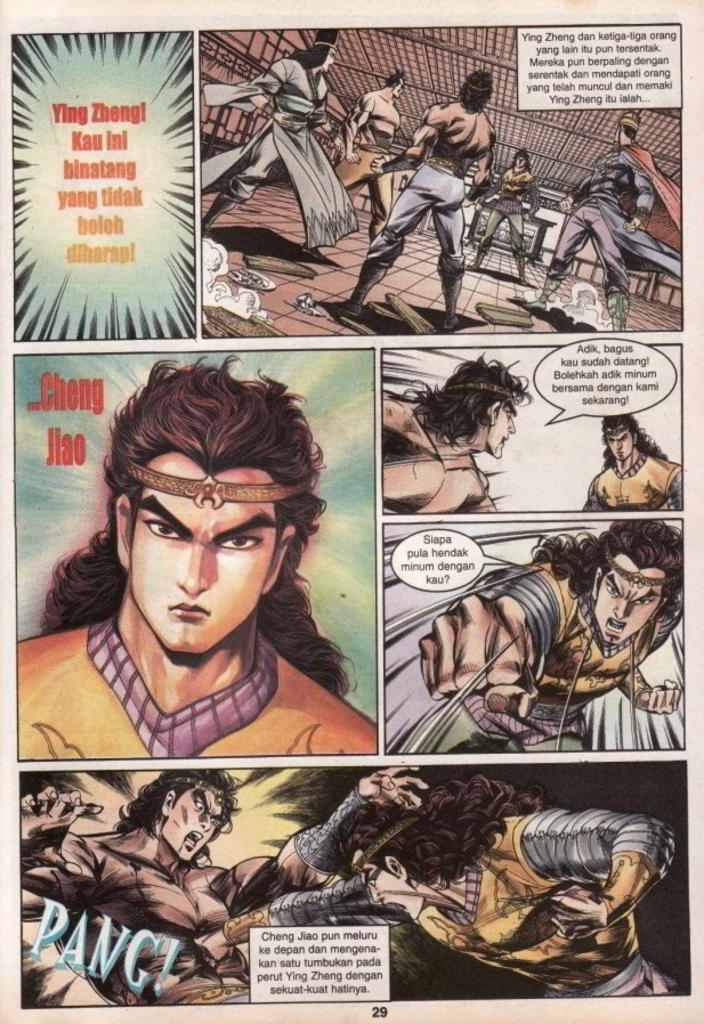 Ying Zheng!
Kau ini
binatang
yang tidak
boleh
diharap!
Ying Zheng dan ketiga-tiga orang
yang lain itu pun tersentak.
Mereka pun berpaling dengan
serentak dan mendapati orang
yang telah muncul dan memaki
Ying Zheng itu ialah...
...Cheng
Jiao
Adik, bagus
kau sudah datang!
Bolehkah adik minum
bersama dengan kami
sekarang!
Siapa
pula hendak
minum dengan
kau?
PANG!
Cheng Jiao pun meluru
ke depan dan mengena-
kan satu tumbukan pada
perut Ying Zheng dengan
sekuat-kuat hatinya.
29